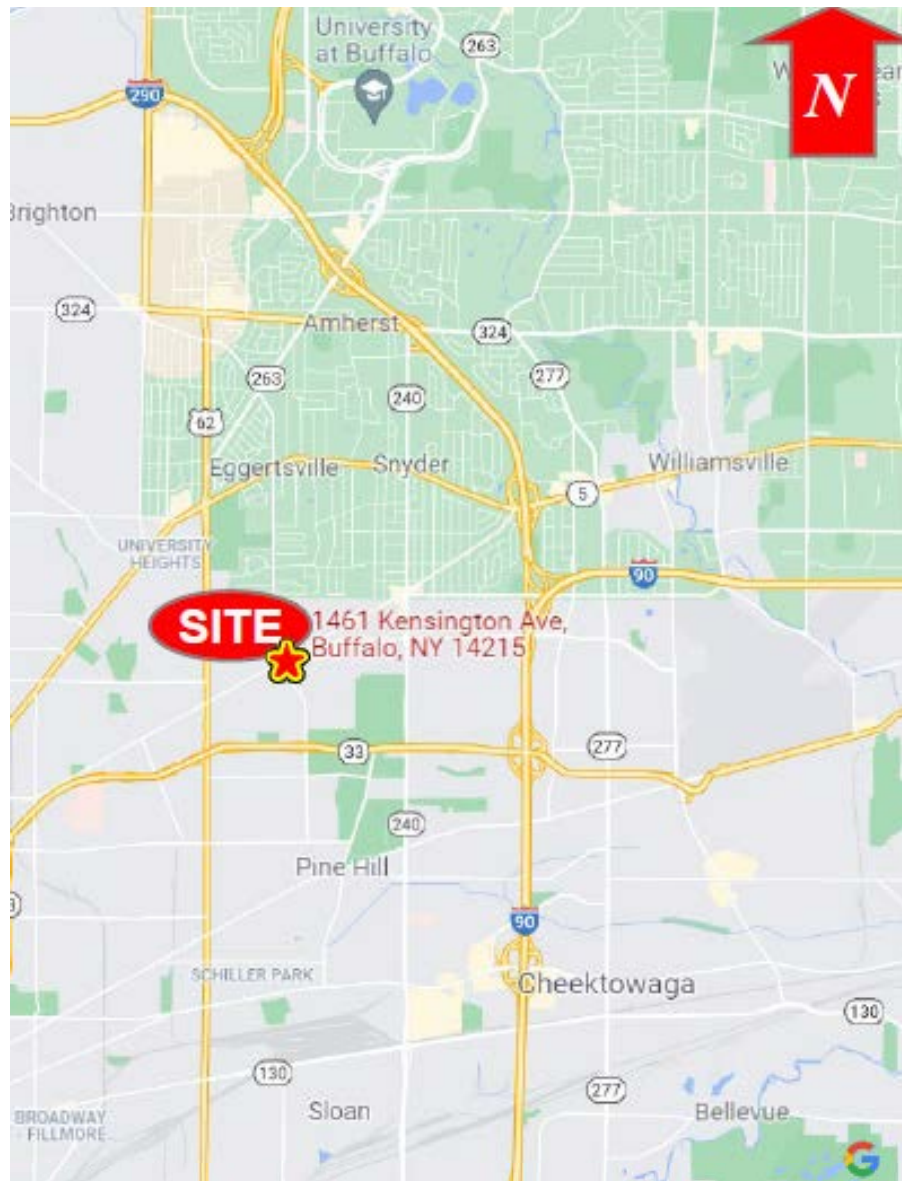 University
at Buffalo
263
290
N
Brighton
324
Amherst
324
263
277
240
62
Eggertsville
Snyder
Williamsville
5
UNIVERSITY
HEIGHTS
90
SITE
1461 Kensington Ave,
Buffalo, NY 14215
33
277
240
Pine Hill
90
SCHILLER PARK
Cheektowaga
130
130
277
Sloan
Bellevue
BROADWAY
- FILLMORE
G